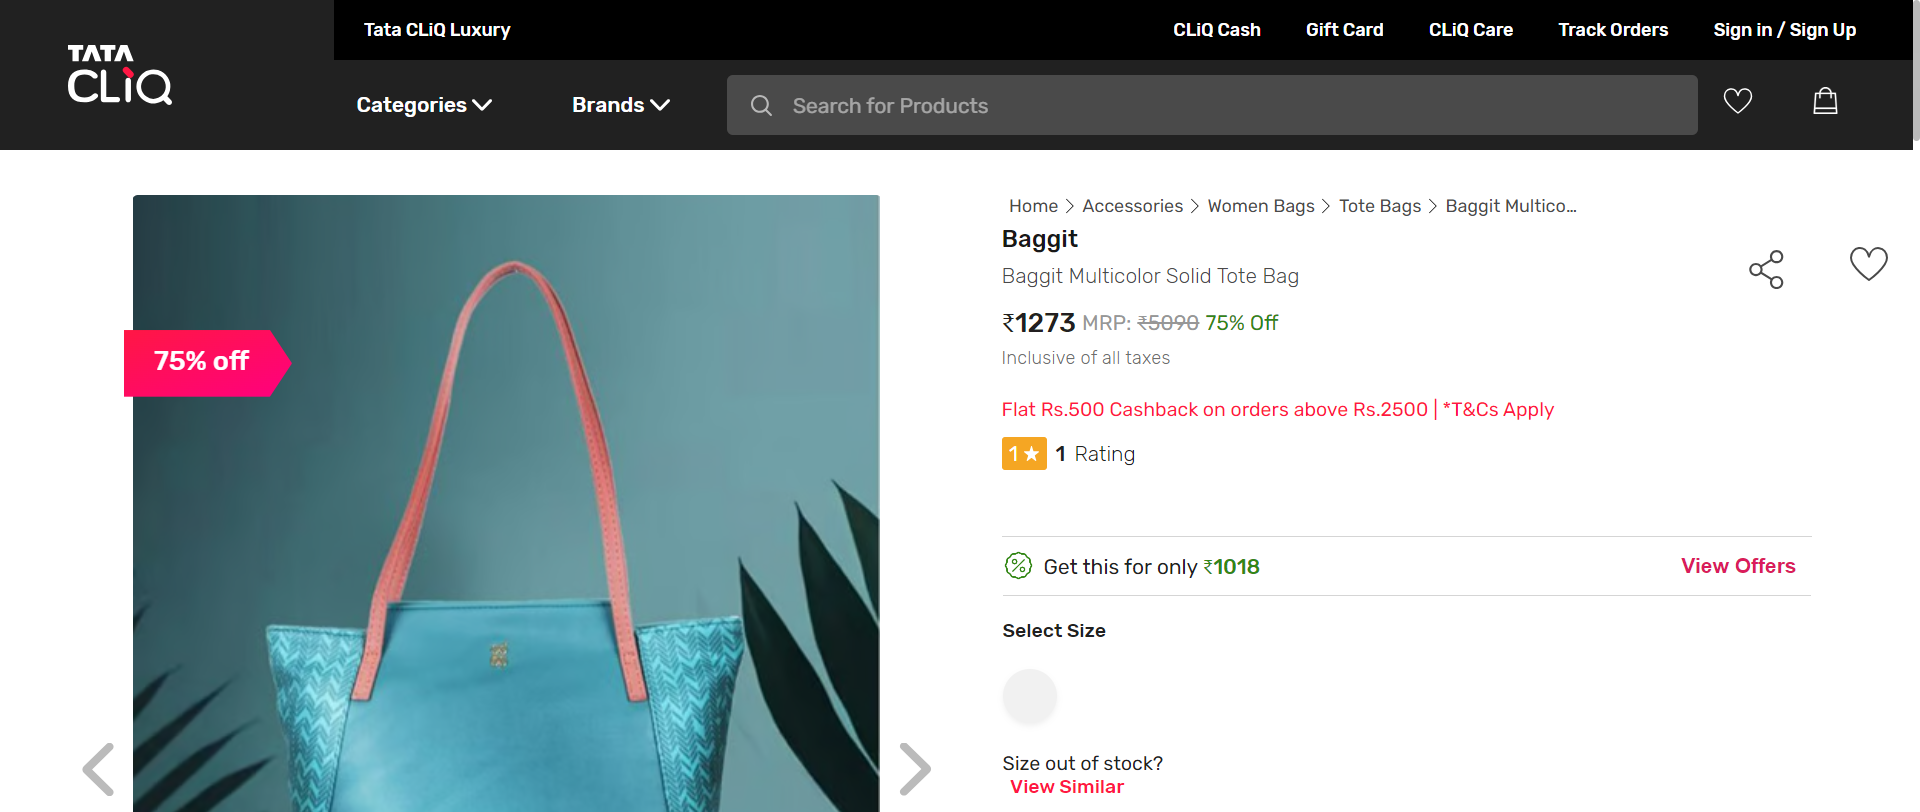 Tata CLiQ Luxury
CLiQ Cash
Gift Card
CLiQ Care
Track Orders
Sign in / Sign Up
TATA
CLiQ
Categories
Brands
Search for Products
75% off
Home > Accessories > Women Bags > Tote Bags > Baggit Multico...
Baggit
Baggit Multicolor Solid Tote Bag
₹1273 MRP: ₹5090 75% Off
Inclusive of all taxes
Flat Rs.500 Cashback on orders above Rs.2500 | *T&Cs Apply
1★ 1 Rating
Get this for only ₹1018
View Offers
Select Size
Size out of stock?
View Similar